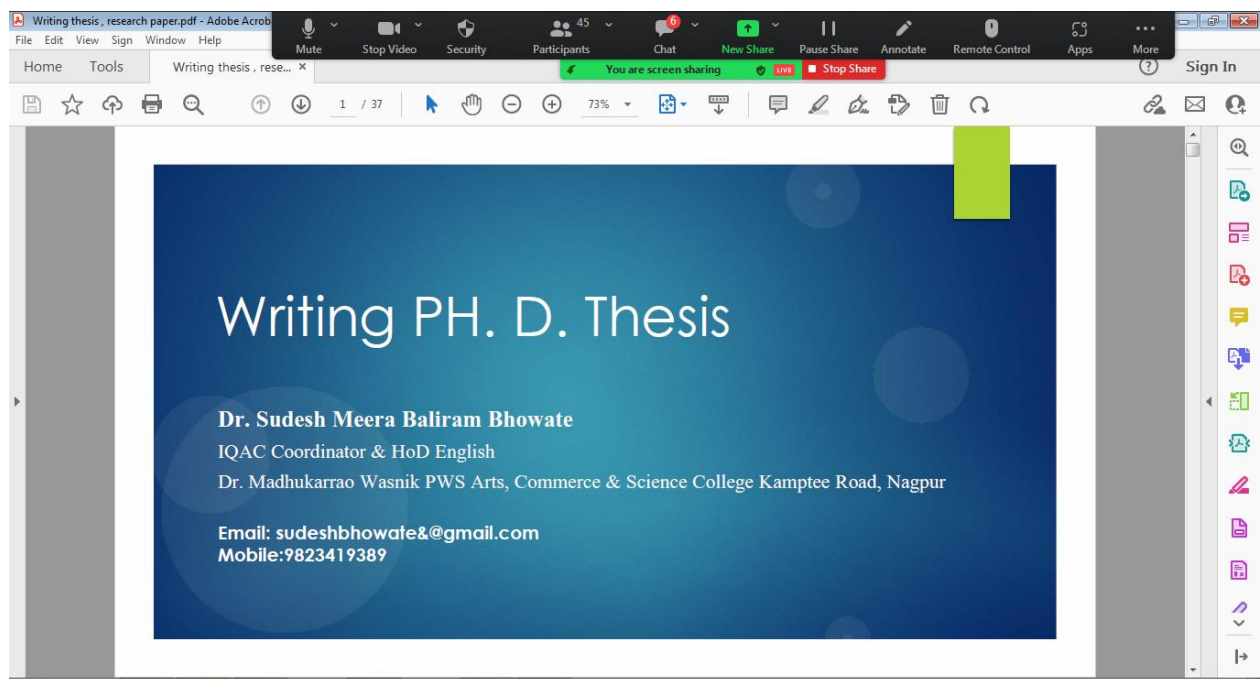 Writing thesis , research paper.pdf - Adobe Acrob
File Edit View Sign Window Help
Mute Stop Video Security Participants 45 Chat 6 New Share Pause Share Annotate Remote Control Apps More
Home Tools Writing thesis , rese... ×
You are screen sharing LIVE Stop Share
? Sign In
1 / 37 73%
Writing PH. D. Thesis
Dr. Sudesh Meera Baliram Bhowate
IQAC Coordinator & HoD English
Dr. Madhukarrao Wasnik PWS Arts, Commerce & Science College Kamptee Road, Nagpur
Email: sudeshbhowate&@gmail.com
Mobile:9823419389